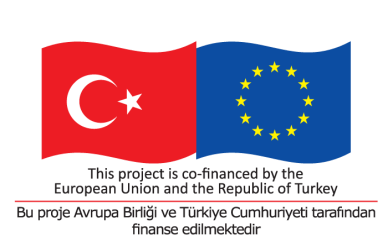 This project is co-financed by the
European Union and the Republic of Turkey
Bu proje Avrupa Birliği ve Türkiye Cumhuriyeti tarafından
finanse edilmektedir